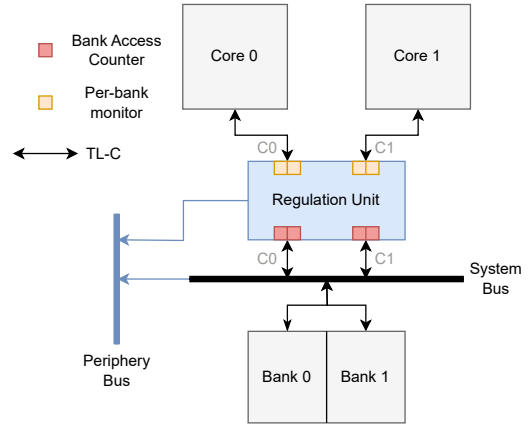 Bank Access
Counter
Per-bank
monitor
TL-C
Core 0
Core 1
C0
C1
Regulation Unit
C0
C1
System
Bus
Periphery
Bus
Bank 0
Bank 1